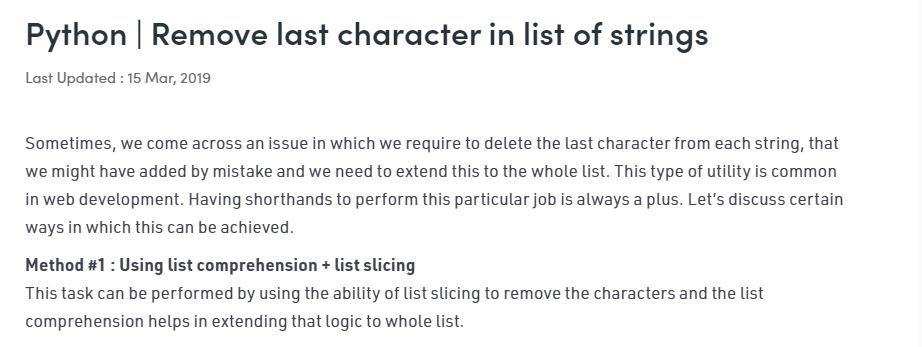 Python | Remove last character in list of strings
Last Updated : 15 Mar, 2019
Sometimes, we come across an issue in which we require to delete the last character from each string, that
we might have added by mistake and we need to extend this to the whole list. This type of utility is common
in web development. Having shorthands to perform this particular job is always a plus. Let's discuss certain
ways in which this can be achieved.
Method #1 : Using list comprehension + list slicing
This task can be performed by using the ability of list slicing to remove the characters and the list
comprehension helps in extending that logic to whole list.